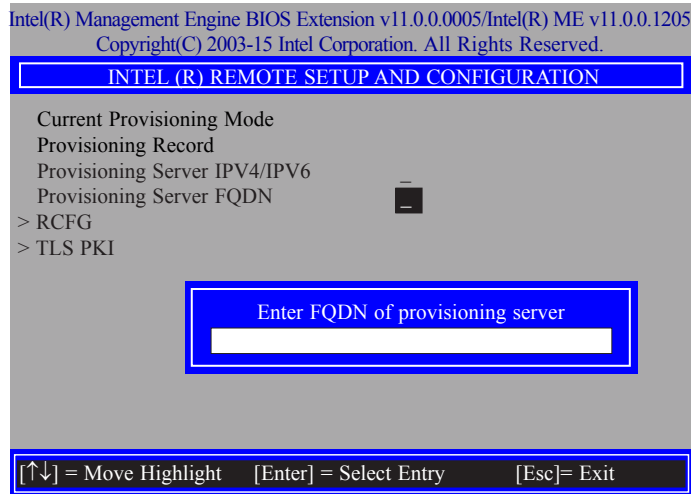 Intel(R) Management Engine BIOS Extension v11.0.0.0005/Intel(R) ME v11.0.0.1205
Copyright(C) 2003-15 Intel Corporation. All Rights Reserved.
INTEL (R) REMOTE SETUP AND CONFIGURATION
Current Provisioning Mode
Provisioning Record
Provisioning Server IPV4/IPV6 _
Provisioning Server FQDN _
> RCFG
> TLS PKI
Enter FQDN of provisioning server
[↑↓] = Move Highlight [Enter] = Select Entry [Esc]= Exit